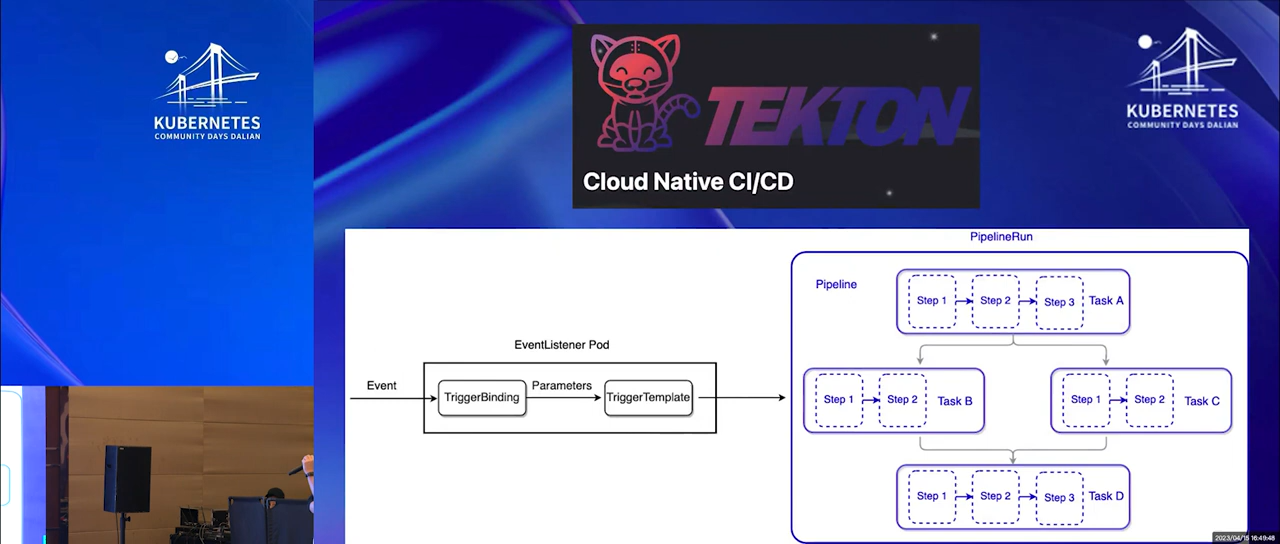 KUBERNETES
COMMUNITY DAYS DALIAN
TEKTON
Cloud Native CI/CD
KUBERNETES
COMMUNITY DAYS DALIAN
PipelineRun
Pipeline
Step 1
Step 2
Step 3
Task A
EventListener Pod
Event
TriggerBinding
Parameters
TriggerTemplate
Step 1
Step 2
Task B
Step 1
Step 2
Task C
Step 1
Step 2
Step 3
Task D
2023/04/15 16:49:48